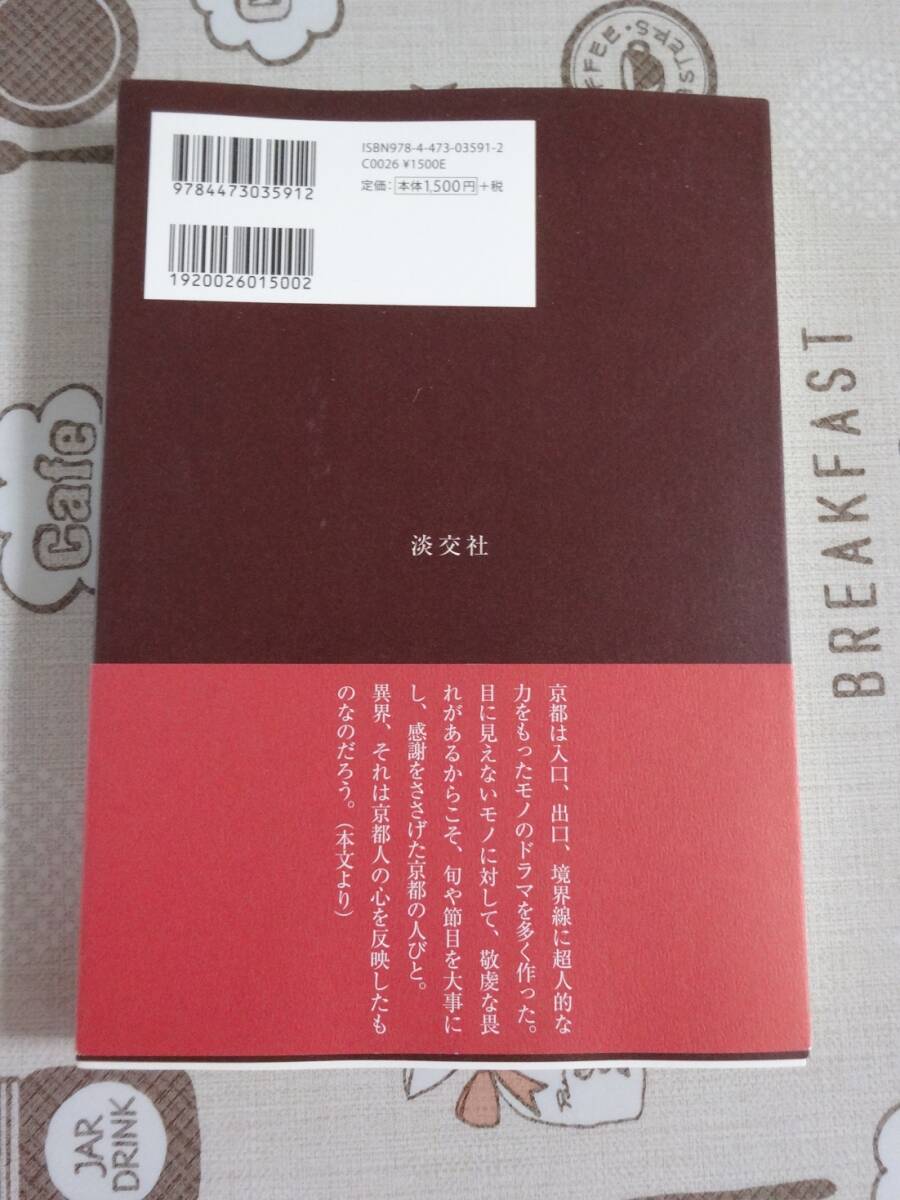 ISBN978-4-473-03591-2
C0026 ¥1500E
定価：本体1,500円+税
9784473035912
1920026015002
淡交社
京都は入口、出口、境界線に超人的な
力をもったモノのドラマを多く作った。
目に見えないモノに対して、敬虔な畏
れがあるからこそ、旬や節目を大事に
し、感謝をささげた京都の人びと。
異界、それは京都人の心を反映したも
のなのだろう。（本文より）
Cafe
BREAKFAST
JAR
DRINK